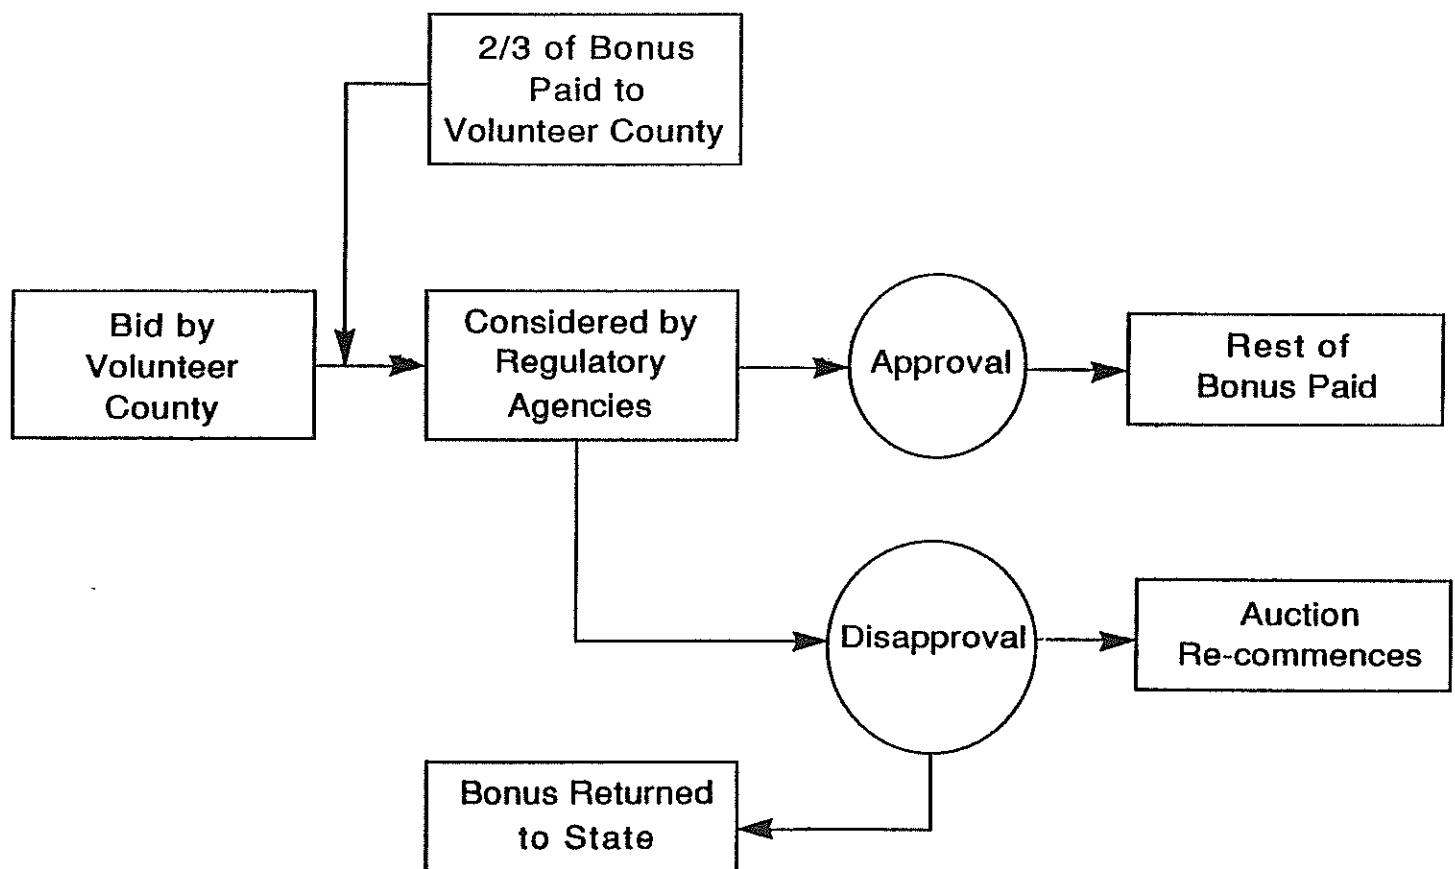 2/3 of Bonus
Paid to
Volunteer County
Bid by
Volunteer
County
Considered by
Regulatory
Agencies
Approval
Rest of
Bonus Paid
Disapproval
Auction
Re-commences
Bonus Returned
to State